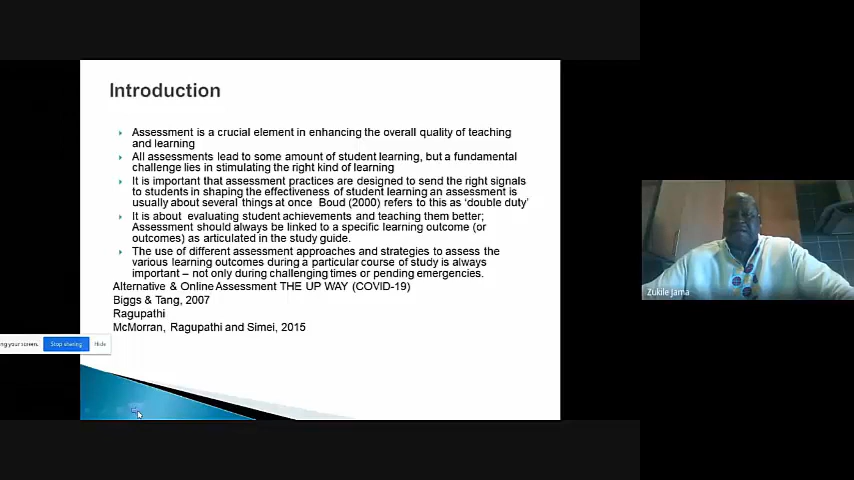 Introduction
Assessment is a crucial element in enhancing the overall quality of teaching
and learning
All assessments lead to some amount of student learning, but a fundamental
challenge lies in stimulating the right kind of learning
It is important that assessment practices are designed to send the right signals
to students in shaping the effectiveness of student learning an assessment is
usually about several things at once Boud (2000) refers to this as 'double duty'
It is about evaluating student achievements and teaching them better;
Assessment should always be linked to a specific learning outcome (or
outcomes) as articulated in the study guide.
The use of different assessment approaches and strategies to assess the
various learning outcomes during a particular course of study is always
important – not only during challenging times or pending emergencies.
Alternative & Online Assessment THE UP WAY (COVID-19)
Biggs & Tang, 2007
Ragupathi
McMorran, Ragupathi and Simei, 2015
ng your screen. Stop sharing Hide
Zukile Jama